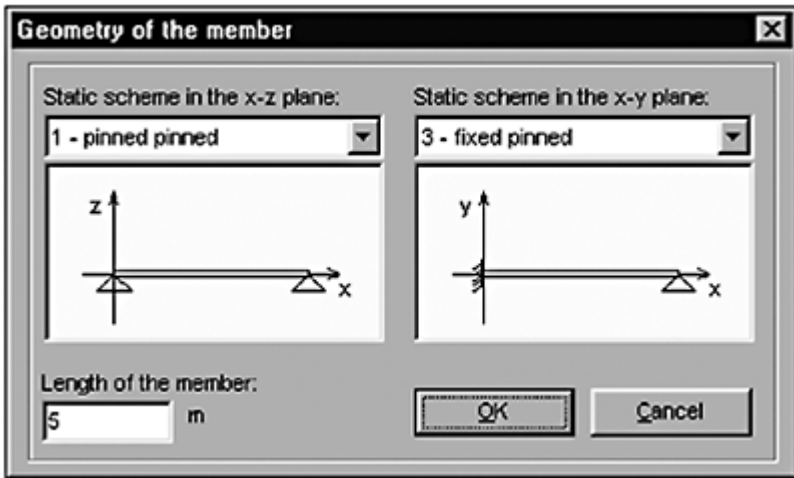 Geometry of the member
Static scheme in the x-z plane:
1 - pinned pinned
z
x
Static scheme in the x-y plane:
3 - fixed pinned
y
x
Length of the member:
5 m
OK
Cancel